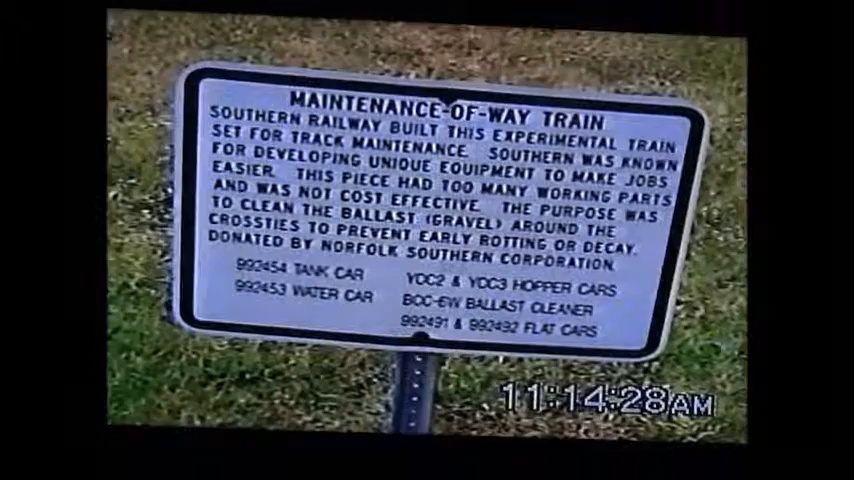 MAINTENANCE-OF-WAY TRAIN
SOUTHERN RAILWAY BUILT THIS EXPERIMENTAL TRAIN
SET FOR TRACK MAINTENANCE. SOUTHERN WAS KNOWN
FOR DEVELOPING UNIQUE EQUIPMENT TO MAKE JOBS
EASIER. THIS PIECE HAD TOO MANY WORKING PARTS
AND WAS NOT COST EFFECTIVE. THE PURPOSE WAS
TO CLEAN THE BALLAST (GRAVEL) AROUND THE
CROSSTIES TO PREVENT EARLY ROTTING OR DECAY.
DONATED BY NORFOLK SOUTHERN CORPORATION.
992454 TANK CAR
992453 WATER CAR
YDC2 & YDC3 HOPPER CARS
BCC-6W BALLAST CLEANER
992491 & 992492 FLAT CARS
11:14:28AM